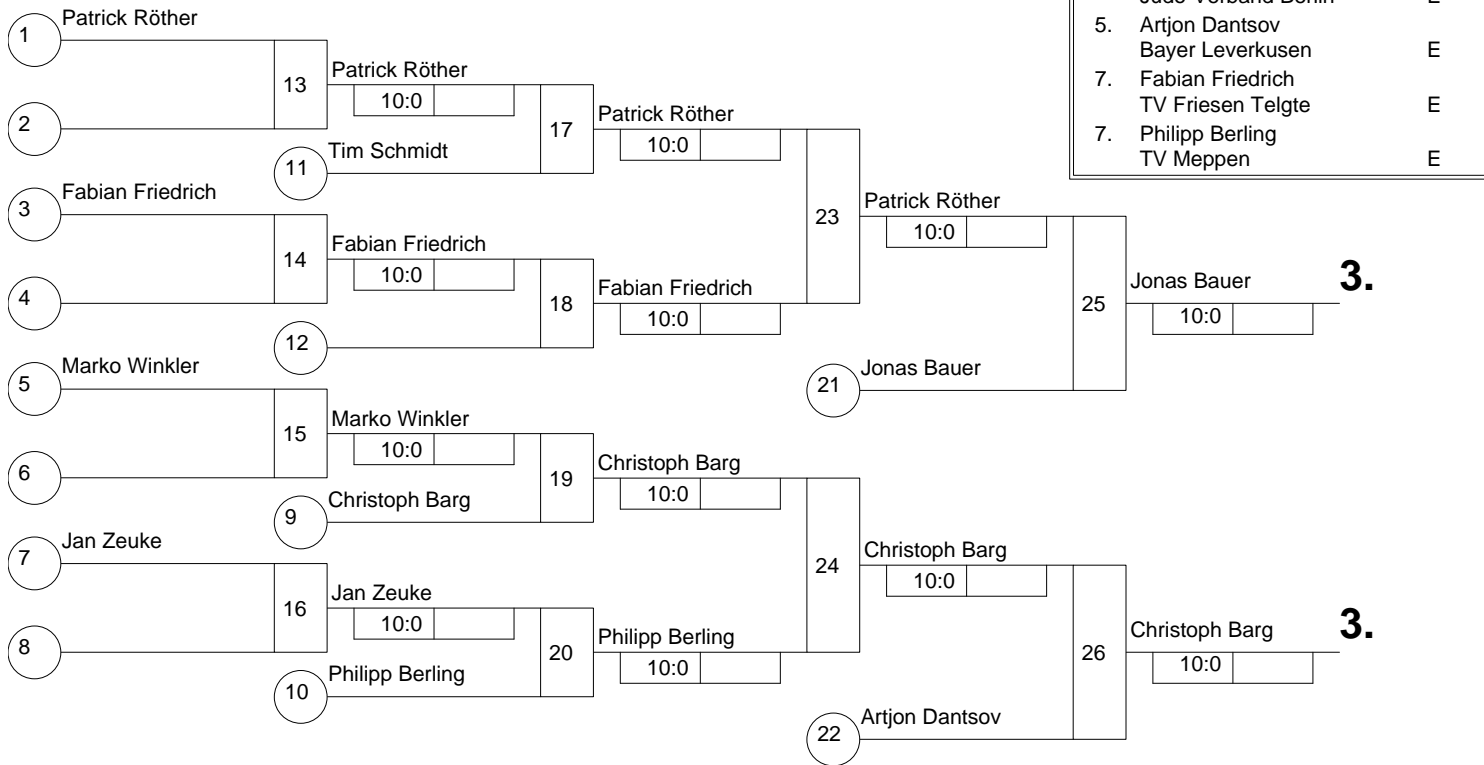 Judo-Verband Berlin E
5. Artjon Dantsov
Bayer Leverkusen E
7. Fabian Friedrich
TV Friesen Telgte E
7. Philipp Berling
TV Meppen E
1 Patrick Röther
13
Patrick Röther
10:0
2
17
Patrick Röther
10:0
11 Tim Schmidt
3 Fabian Friedrich
23
Patrick Röther
10:0
14
Fabian Friedrich
10:0
4
18
Fabian Friedrich
10:0
12
25
Jonas Bauer 3.
10:0
5 Marko Winkler
21 Jonas Bauer
15
Marko Winkler
10:0
6
19
Christoph Barg
10:0
9 Christoph Barg
7 Jan Zeuke
24
Christoph Barg
10:0
16
Jan Zeuke
10:0
8
20
Philipp Berling
10:0
10 Philipp Berling
26
Christoph Barg 3.
10:0
22 Artjon Dantsov